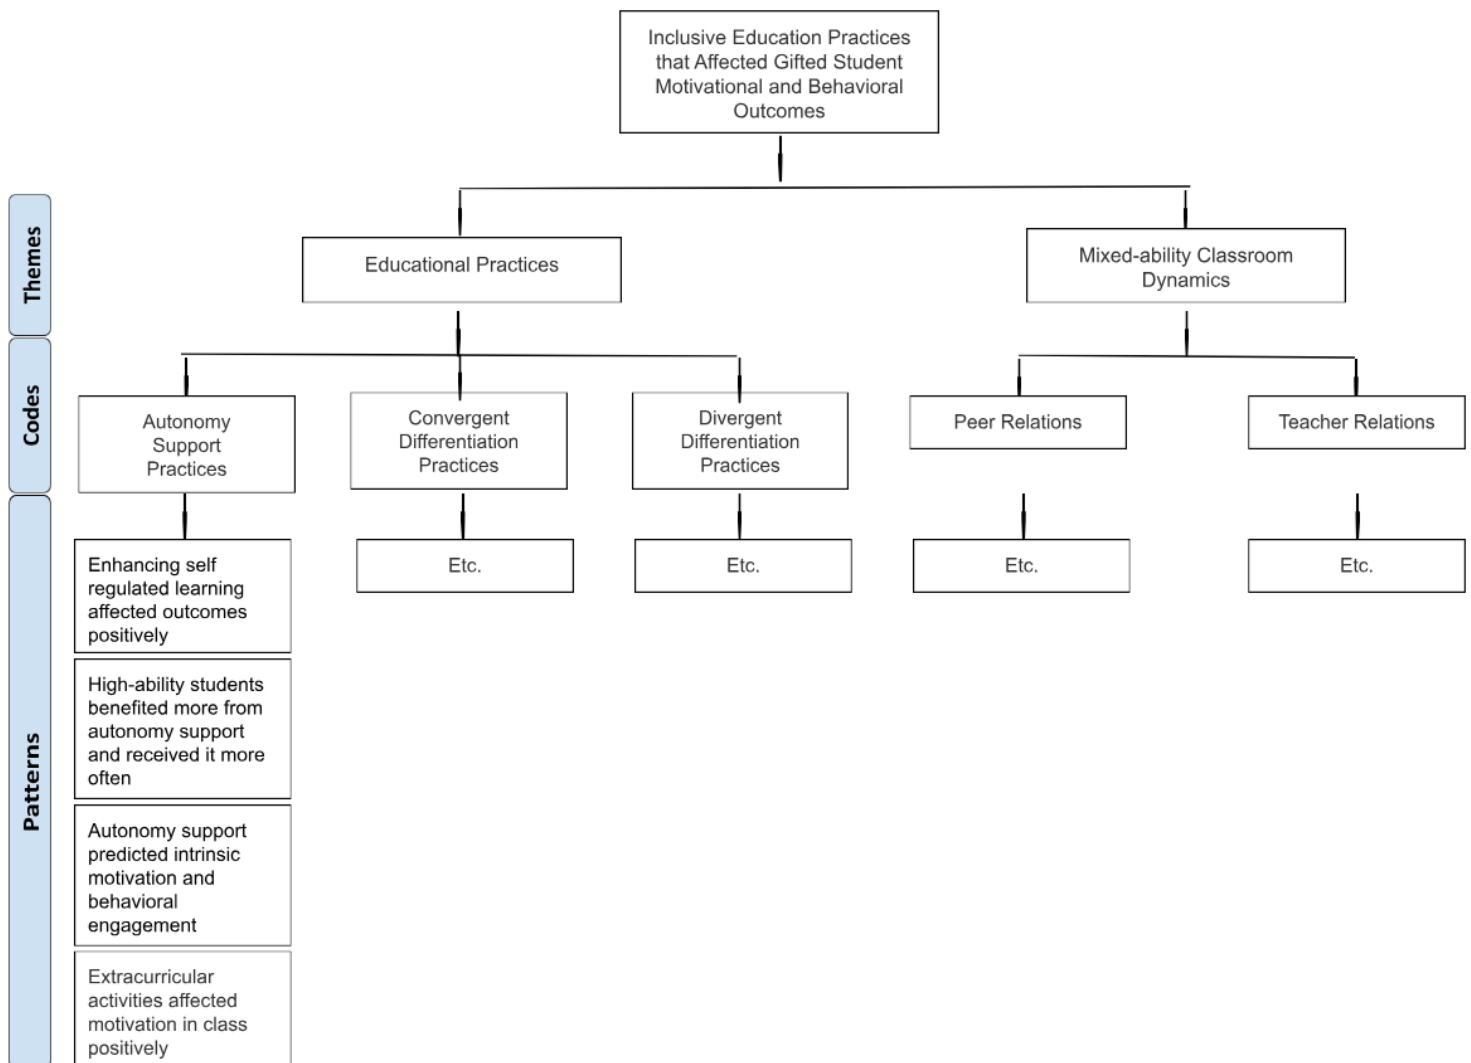 Inclusive Education Practices
that Affected Gifted Student
Motivational and Behavioral
Outcomes
Themes
Educational Practices
Mixed-ability Classroom
Dynamics
Codes
Autonomy
Support
Practices
Convergent
Differentiation
Practices
Divergent
Differentiation
Practices
Peer Relations
Teacher Relations
Patterns
Enhancing self
regulated learning
affected outcomes
positively
Etc.
Etc.
Etc.
Etc.
High-ability students
benefited more from
autonomy support
and received it more
often
Autonomy support
predicted intrinsic
motivation and
behavioral
engagement
Extracurricular
activities affected
motivation in class
positively